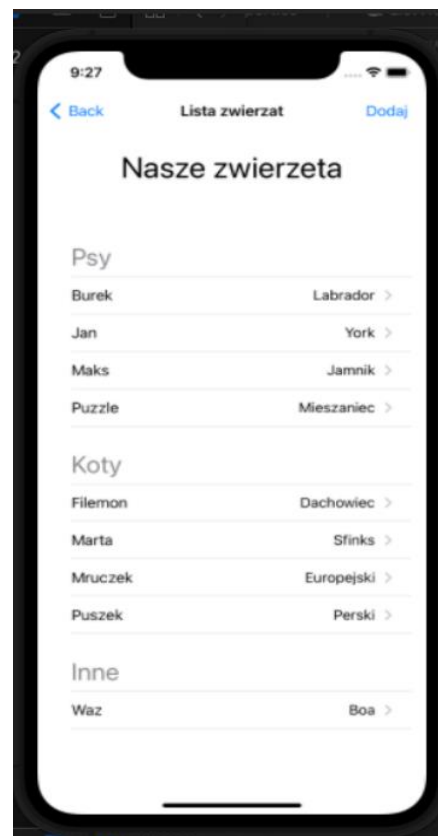 9:27
Back Lista zwierzat Dodaj
Nasze zwierzeta
Psy
Burek Labrador
Jan York
Maks Jamnik
Puzzle Mieszaniec
Koty
Filemon Dachowiec
Marta Sfinks
Mruczek Europejski
Puszek Perski
Inne
Waz Boa